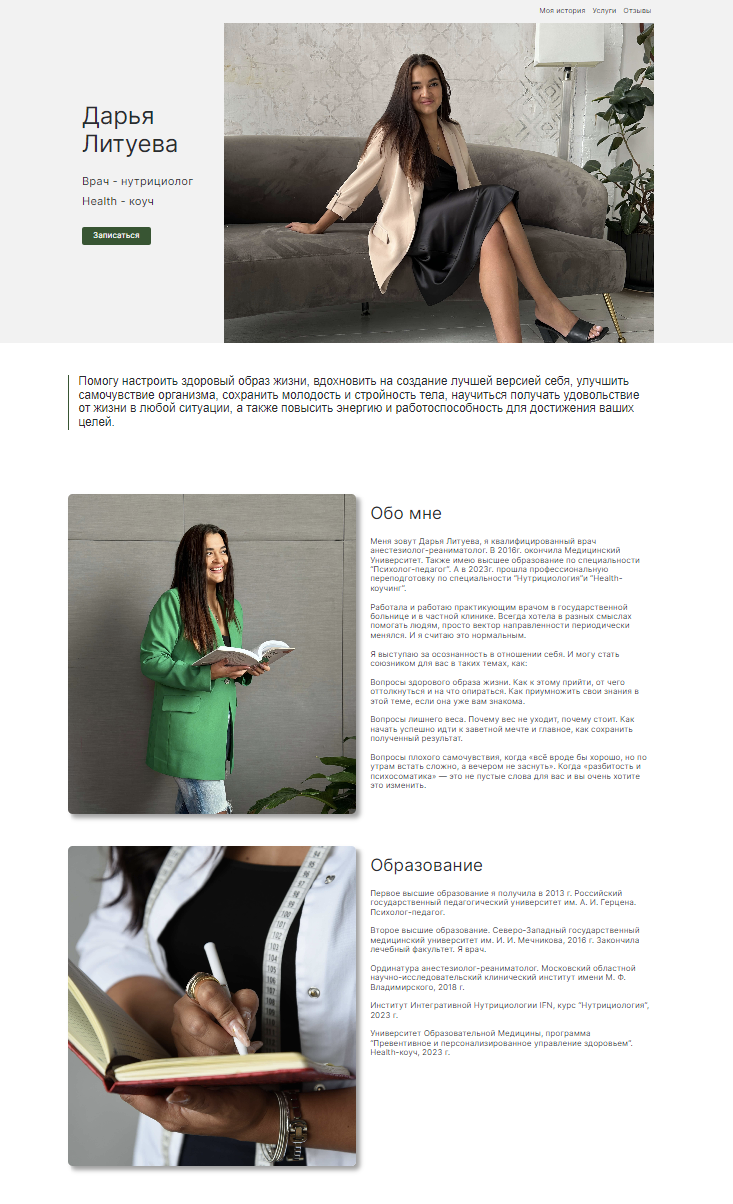 Моя история Услуги Отзывы
Дарья
Литуева
Врач - нутрициолог
Health - коуч
Записаться
Помогу настроить здоровый образ жизни, вдохновить на создание лучшей версией себя, улучшить
самочувствие организма, сохранить молодость и стройность тела, научиться получать удовольствие
от жизни в любой ситуации, а также повысить энергию и работоспособность для достижения ваших
целей.
Обо мне
Меня зовут Дарья Литуева, я квалифицированный врач
анестезиолог-реаниматолог. В 2016г. окончила Медицинский
Университет. Также имею высшее образование по специальности
"Психолог-педагог". А в 2023г. прошла профессиональную
переподготовку по специальности "Нутрициология"и "Health-
коучинг".
Работала и работаю практикующим врачом в государственной
больнице и в частной клинике. Всегда хотела в разных смыслах
помогать людям, просто вектор направленности периодически
менялся. И я считаю это нормальным.
Я выступаю за осознанность в отношении себя. И могу стать
союзником для вас в таких темах, как:
Вопросы здорового образа жизни. Как к этому прийти, от чего
оттолкнуться и на что опираться. Как приумножить свои знания в
этой теме, если она уже вам знакома.
Вопросы лишнего веса. Почему вес не уходит, почему стоит. Как
начать успешно идти к заветной мечте и главное, как сохранить
полученный результат.
Вопросы плохого самочувствия, когда «всё вроде бы хорошо, но по
утрам встать сложно, а вечером не заснуть». Когда «разбитость и
психосоматика» — это не пустые слова для вас и вы очень хотите
это изменить.
Образование
Первое высшие образование я получила в 2013 г. Российский
государственный педагогический университет им. А. И. Герцена.
Психолог-педагог.
Второе высшие образование. Северо-Западный государственный
медицинский университет им. И. И. Мечникова, 2016 г. Закончила
лечебный факультет. Я врач.
Ординатура анестезиолог-реаниматолог. Московский областной
научно-исследовательский клинический институт имени М. Ф.
Владимирского, 2018 г.
Институт Интегративной Нутрициологии IFN, курс "Нутрициология",
2023 г.
Университет Образовательной Медицины, программа
"Превентивное и персонализированное управление здоровьем".
Health-коуч, 2023 г.